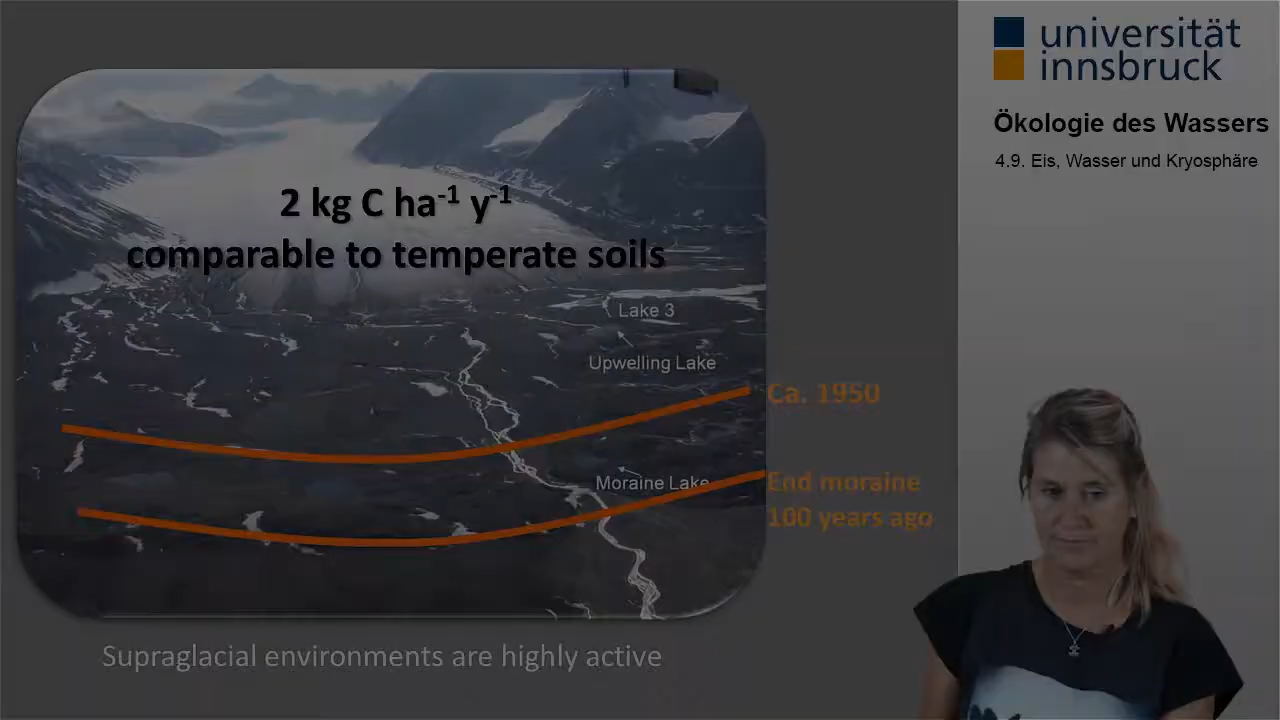 2 kg C ha-1 y-1
comparable to temperate soils
Lake 3
Upwelling Lake
Ca. 1950
Moraine Lake
End moraine
100 years ago
Supraglacial environments are highly active
universität
innsbruck
Ökologie des Wassers
4.9. Eis, Wasser und Kryosphäre